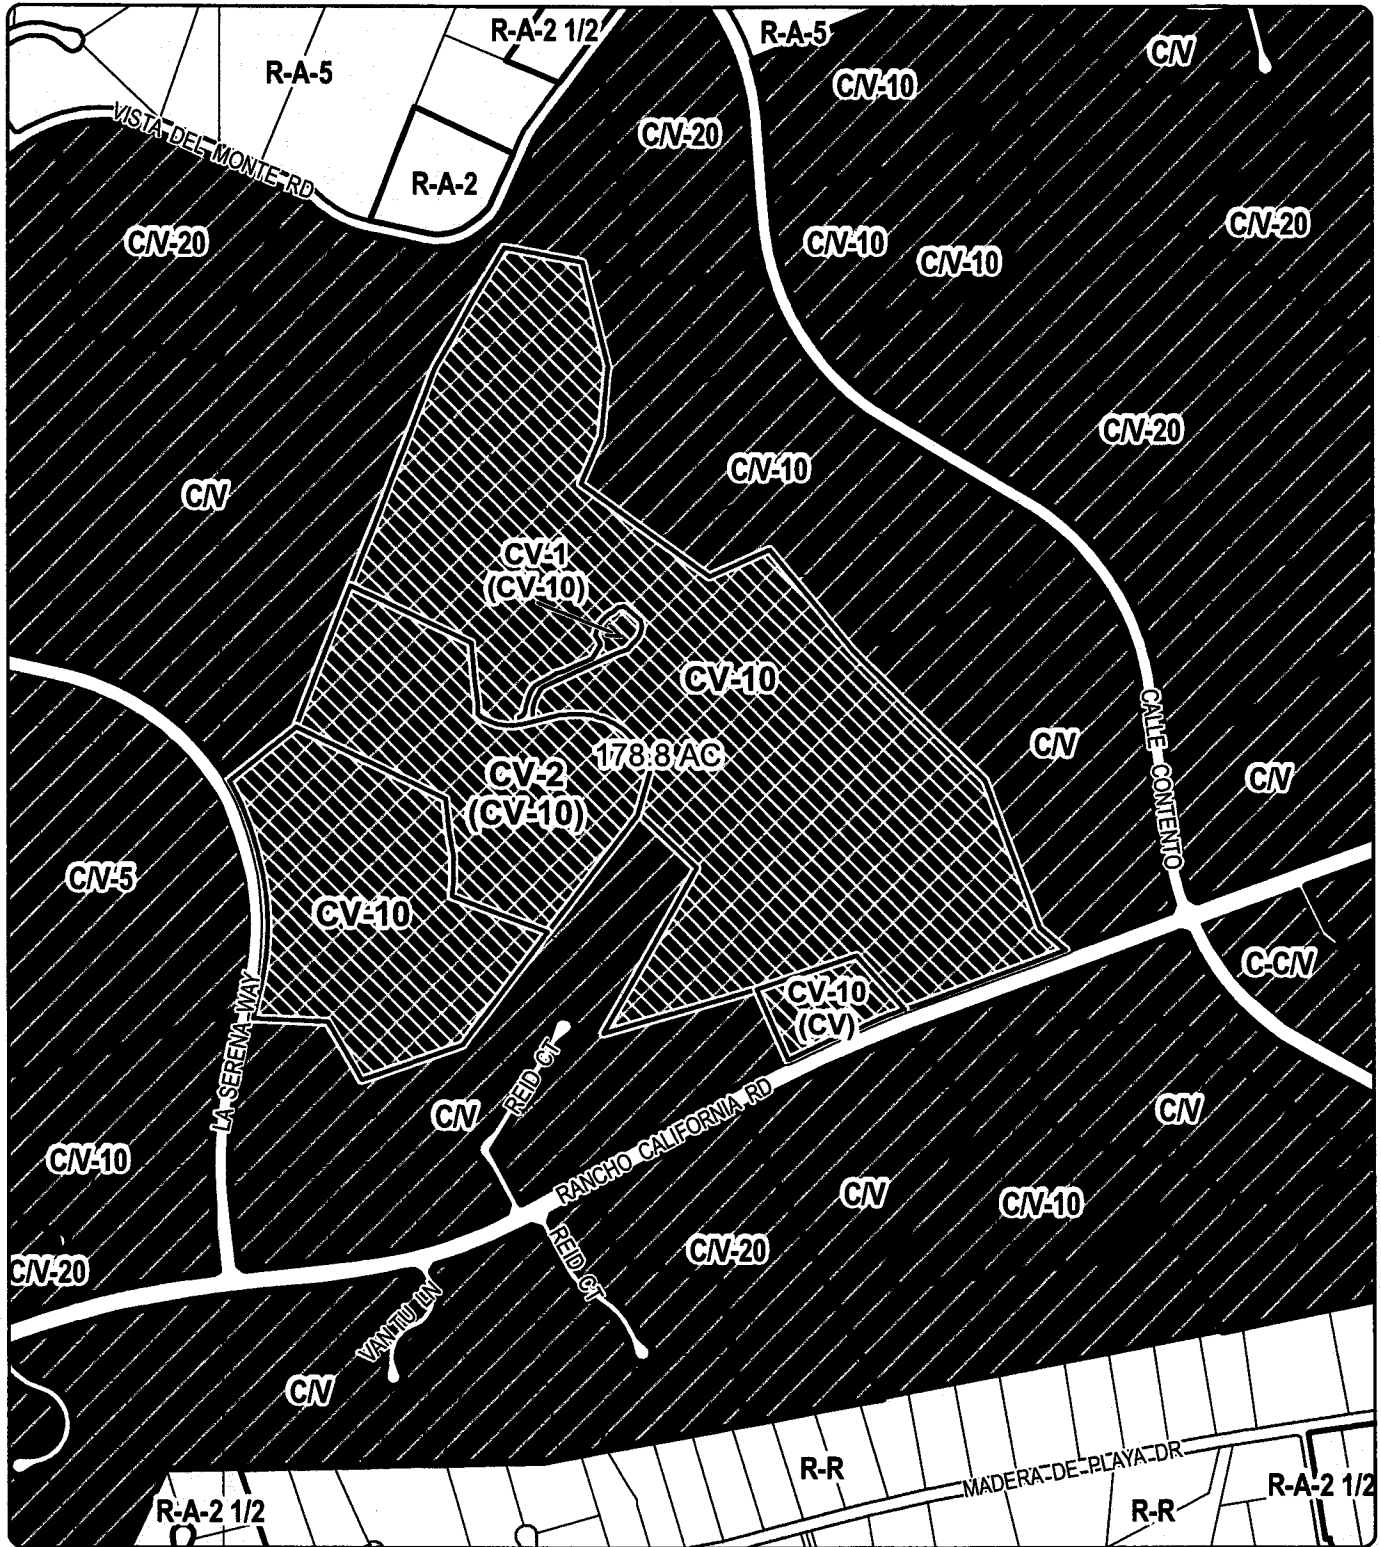 R-A-2 1/2
R-A-5
C/V
R-A-5
C/V-10
VISTA DEL MONTE RD
C/V-20
R-A-2
C/V-20
C/V-20
C/V-10
C/V-10
C/V-20
C/V-10
C/V
CV-1
(CV-10)
CV-10
CALLE CONTENTO
C/V
178.8 AC
C/V
CV-2
(CV-10)
C/V-5
CV-10
C-C/V
CV-10
(CV)
LA SERENA WAY
REID CT
C/V
C/V
RANCHO CALIFORNIA RD
C/V-10
C/V
C/V-10
REID CT
C/V-20
C/V-20
VAN TU LN
C/V
R-R
MADERA DE PLAYA DR
R-A-2 1/2
R-A-2 1/2
R-R